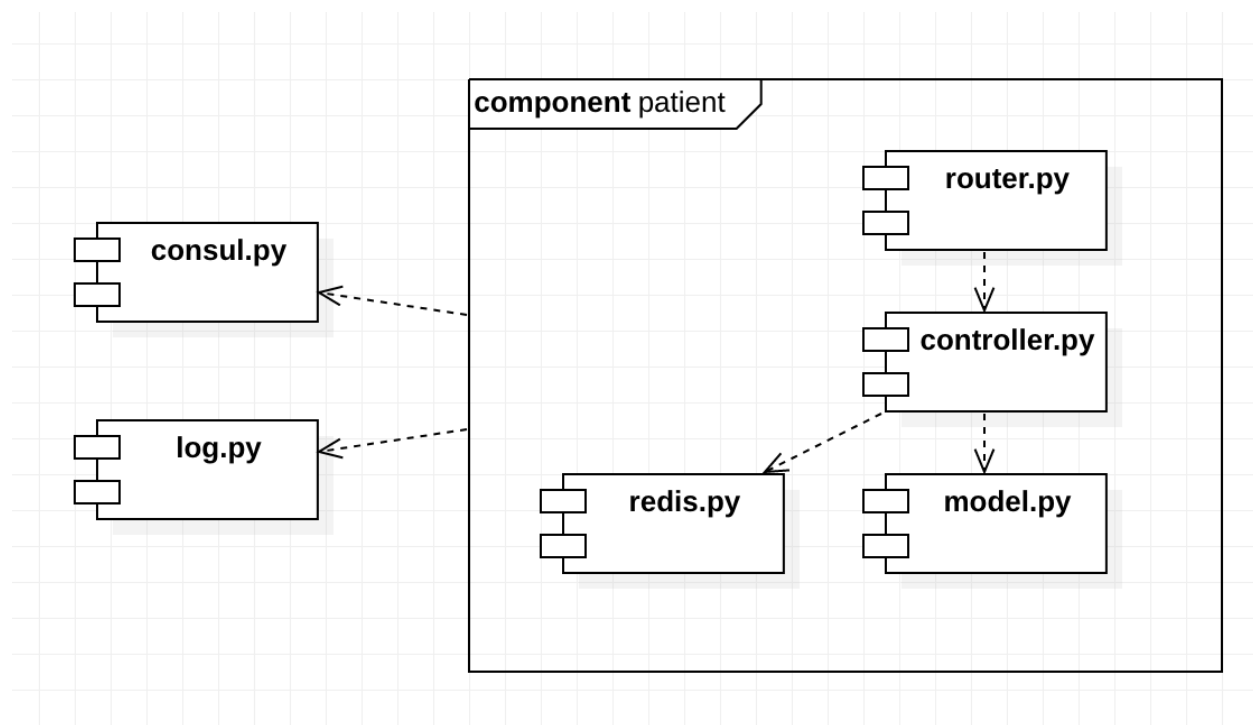 component patient
router.py
consul.py
controller.py
log.py
redis.py
model.py